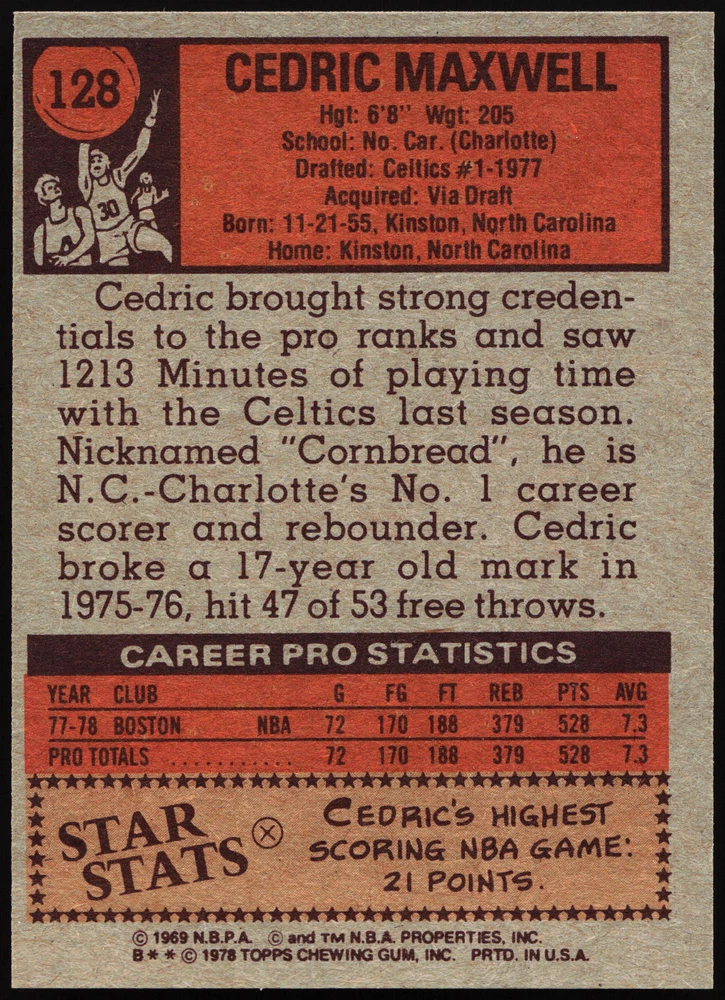 128
CEDRIC MAXWELL
Hgt: 6'8" Wgt: 205
School: No. Car. (Charlotte)
Drafted: Celtics #1-1977
Acquired: Via Draft
Born: 11-21-55, Kinston, North Carolina
Home: Kinston, North Carolina
30
Cedric brought strong creden-
tials to the pro ranks and saw
1213 Minutes of playing time
with the Celtics last season.
Nicknamed "Cornbread", he is
N.C.-Charlotte's No. 1 career
scorer and rebounder. Cedric
broke a 17-year old mark in
1975-76, hit 47 of 53 free throws.
CAREER PRO STATISTICS
YEAR CLUB G FG FT REB PTS AVG
77-78 BOSTON NBA 72 170 188 379 528 7.3
PRO TOTALS ........... 72 170 188 379 528 7.3
STAR
STATS
CEDRIC'S HIGHEST
SCORING NBA GAME:
21 POINTS.
© 1969 N.B.P.A. © and TM N.B.A. PROPERTIES, INC.
B * * © 1978 TOPPS CHEWING GUM, INC. PRTD. IN U.S.A.